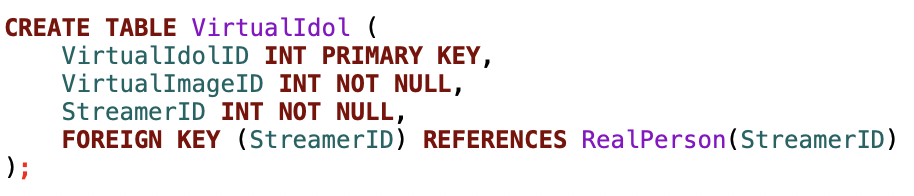 CREATE TABLE VirtualIdol (
    VirtualIdolID INT PRIMARY KEY,
    VirtualImageID INT NOT NULL,
    StreamerID INT NOT NULL,
    FOREIGN KEY (StreamerID) REFERENCES RealPerson(StreamerID)
);